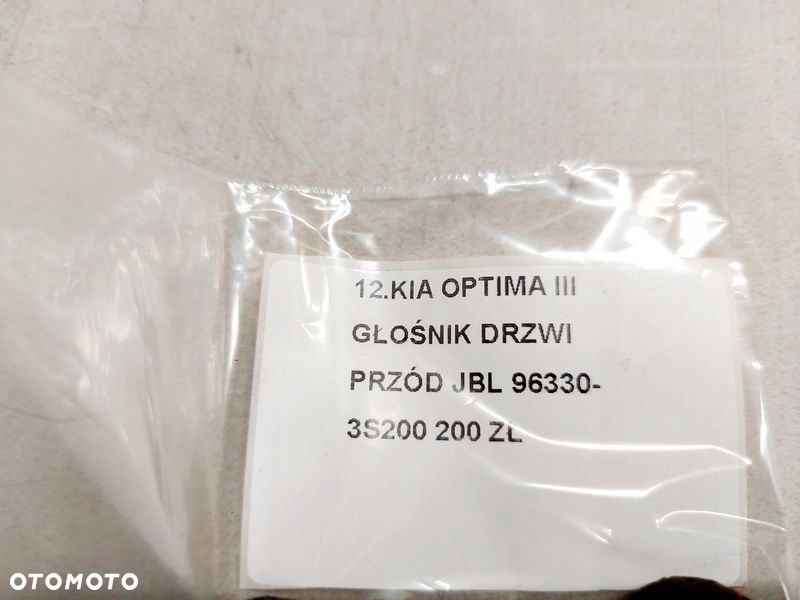 12.KIA OPTIMA III
GŁOŚNIK DRZWI
PRZÓD JBL 96330-
3S200 200 ZŁ
OTOMOTO